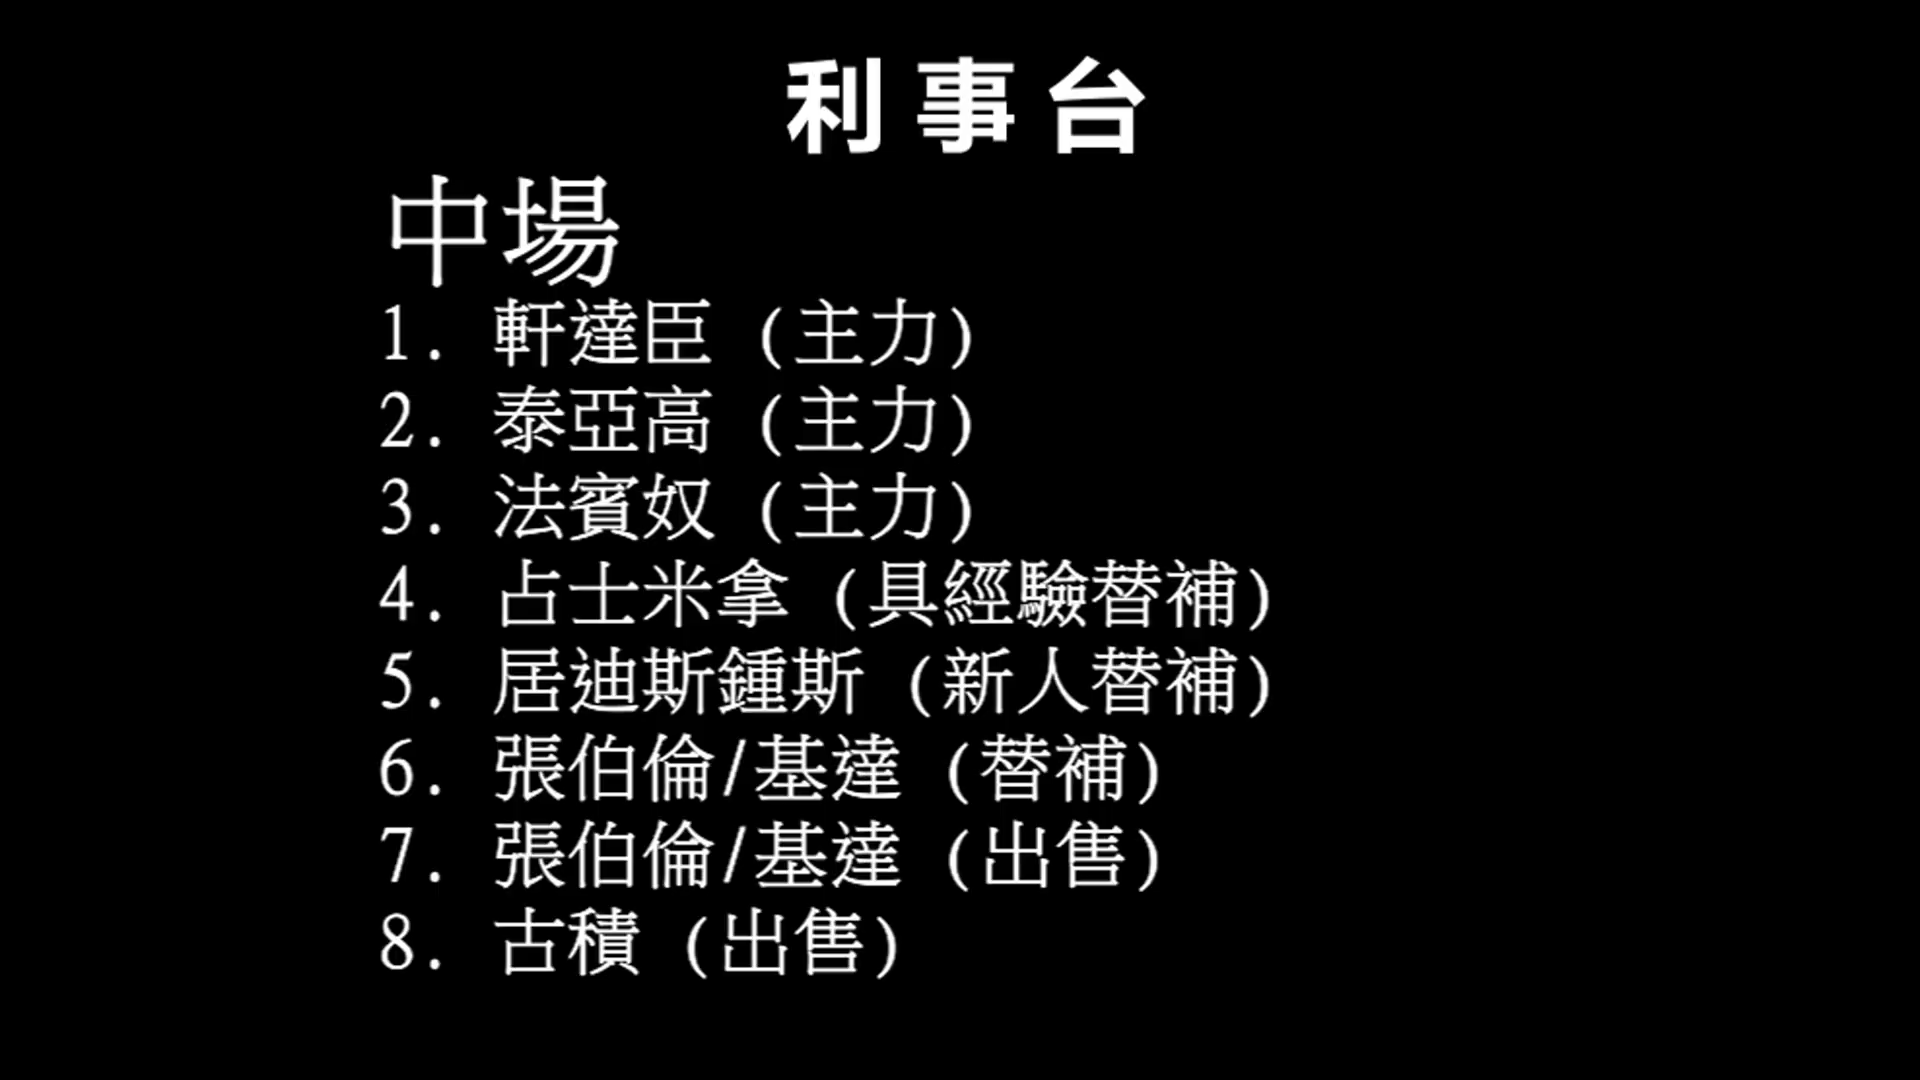 利事台
中場
1. 軒達臣 (主力)
2. 泰亞高 (主力)
3. 法賓奴 (主力)
4. 占士米拿 (具經驗替補)
5. 居迪斯鍾斯 (新人替補)
6. 張伯倫/基達 (替補)
7. 張伯倫/基達 (出售)
8. 古積 (出售)